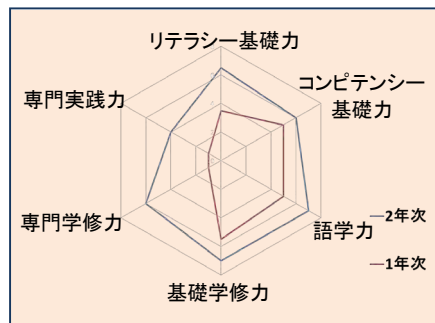 リテラシー基礎力
コンピテンシー
基礎力
専門実践力
専門学修力
語学力
基礎学修力
2年次
1年次